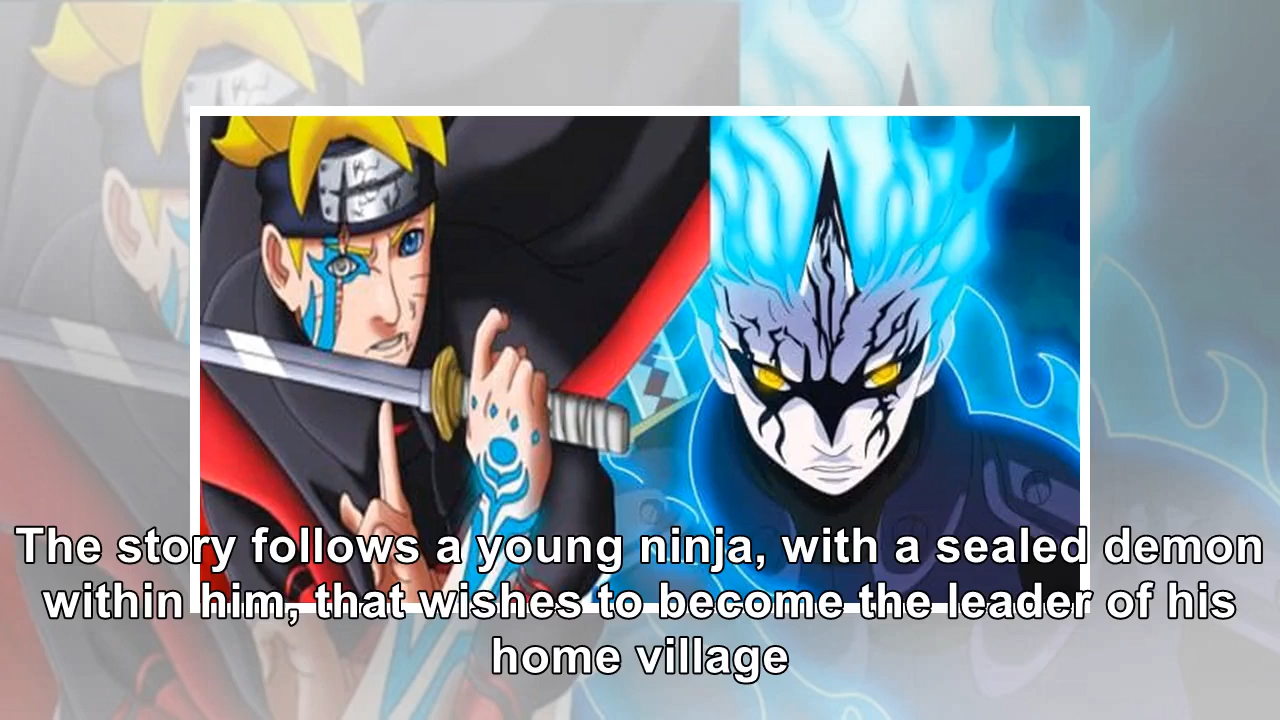 The story follows a young ninja, with a sealed demon
within him, that wishes to become the leader of his
home village